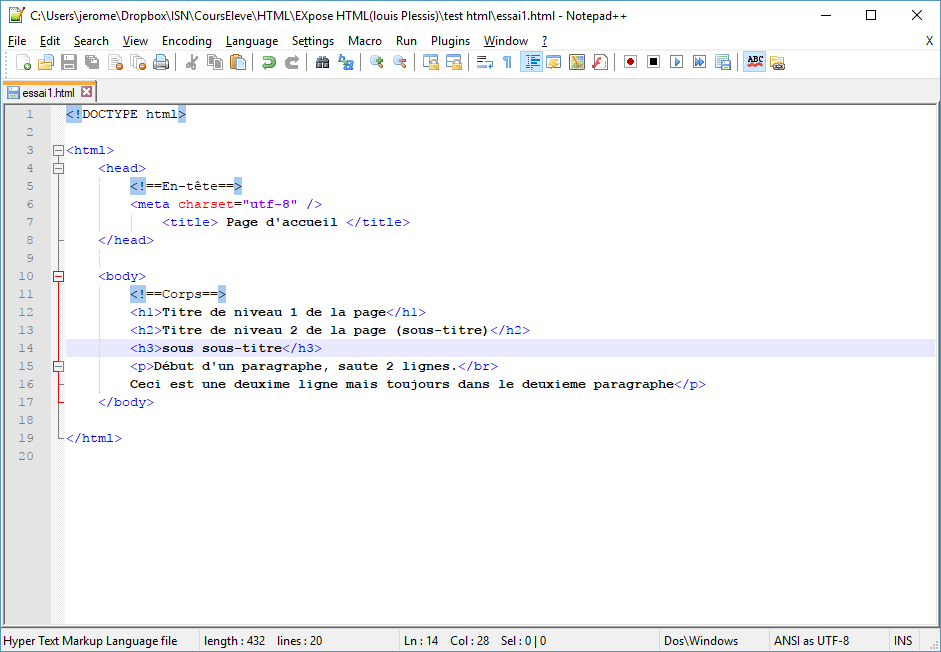 C:\Users\jerome\Dropbox\ISN\CoursEleve\HTML\EXpose HTML(louis Plessis)\test html\essai1.html - Notepad++
File Edit Search View Encoding Language Settings Macro Run Plugins Window ? X
ABC
essai1.html
1 <!DOCTYPE html>
2
3 <html>
4 <head>
5 <!==En-tête==>
6 <meta charset="utf-8" />
7 <title> Page d'accueil </title>
8 </head>
9
10 <body>
11 <!==Corps==>
12 <h1>Titre de niveau 1 de la page</h1>
13 <h2>Titre de niveau 2 de la page (sous-titre)</h2>
14 <h3>sous sous-titre</h3>
15 <p>Début d'un paragraphe, saute 2 lignes.</br>
16 Ceci est une deuxime ligne mais toujours dans le deuxieme paragraphe</p>
17 </body>
18
19 </html>
20
Hyper Text Markup Language file length : 432 lines : 20 Ln : 14 Col : 28 Sel : 0 | 0 Dos\Windows ANSI as UTF-8 INS